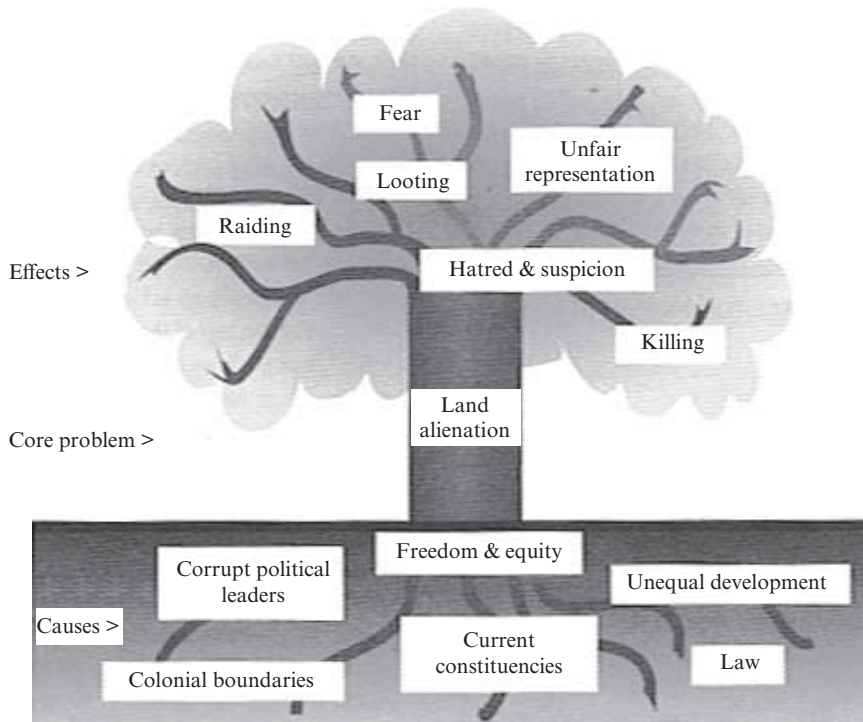 Fear
Unfair
representation
Looting
Raiding
Effects >
Hatred & suspicion
Killing
Land
alienation
Core problem >
Freedom & equity
Corrupt political
leaders
Unequal development
Causes >
Current
constituencies
Law
Colonial boundaries